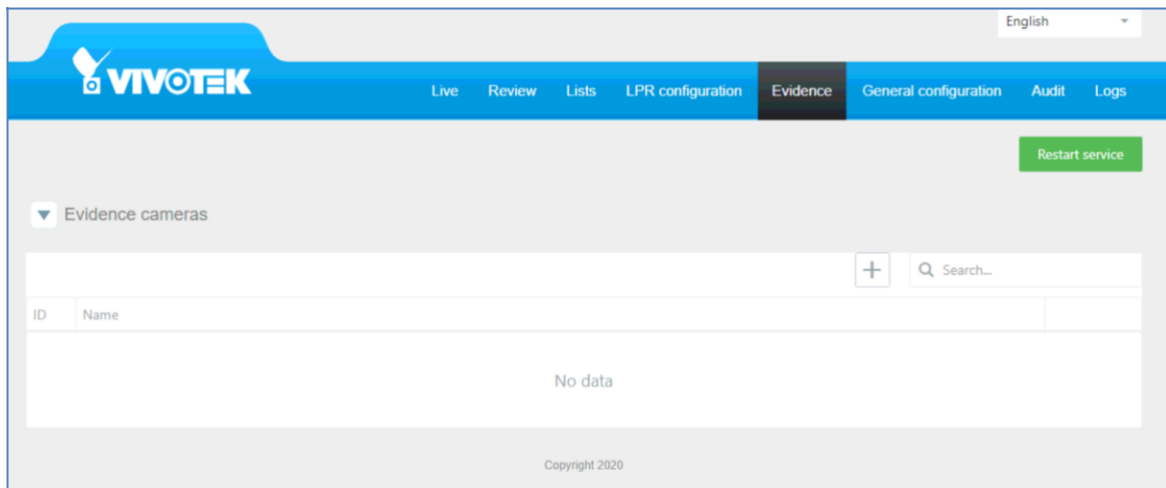 English
VIVOTEK
Live Review Lists LPR configuration Evidence General configuration Audit Logs
Restart service
Evidence cameras
Search...
ID Name
No data
Copyright 2020